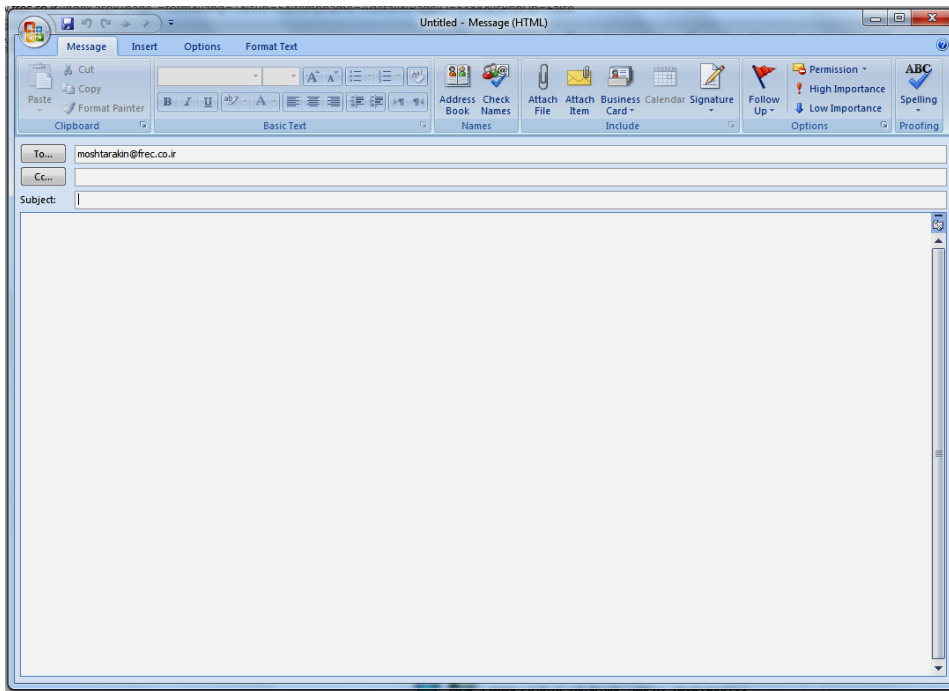 Untitled - Message (HTML)
Message Insert Options Format Text
Cut
Copy
Paste
Format Painter
Clipboard
B I U ab A
Basic Text
Address Book
Check Names
Names
Attach File
Attach Item
Business Card
Calendar
Signature
Include
Follow Up
Permission
High Importance
Low Importance
Options
ABC
Spelling
Proofing
To... moshtarakin@frec.co.ir
Cc...
Subject: